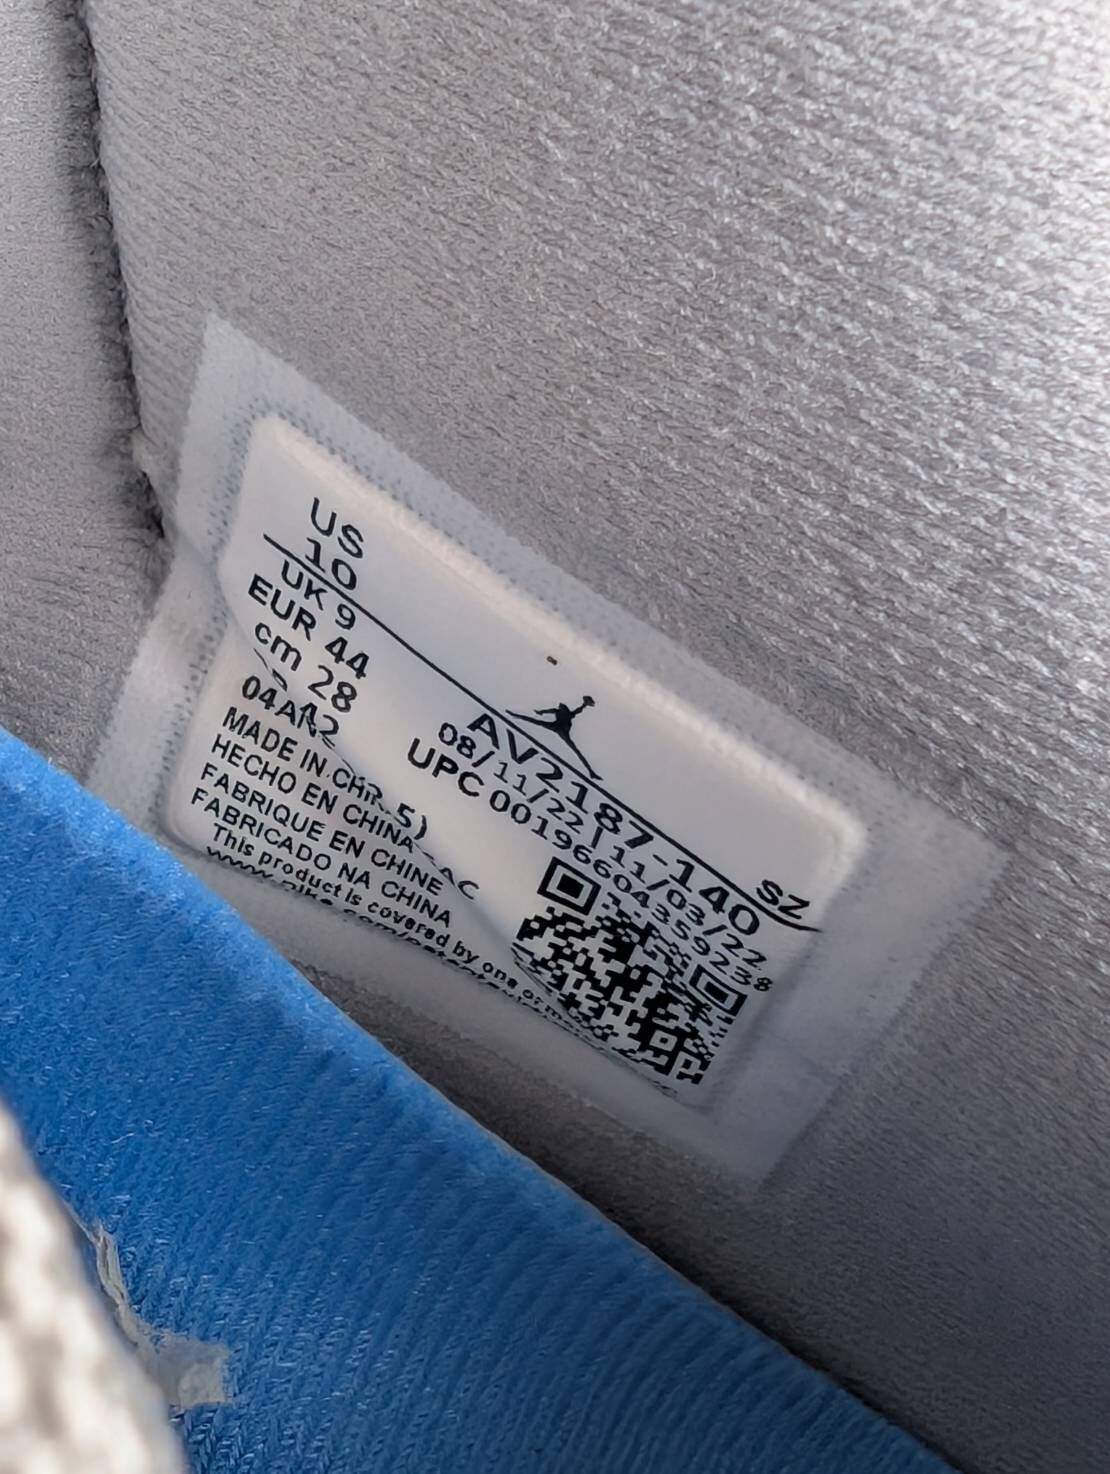 US
10
UK 9
EUR 44
cm 28
SZ
AV2187-140
08/11/22 | 11/03/22
UPC 00196604359238
MADE IN
HECHO EN CHINA
FABRIQUE EN CHINE
FABRICADO NA CHINA
This product is covered by one or